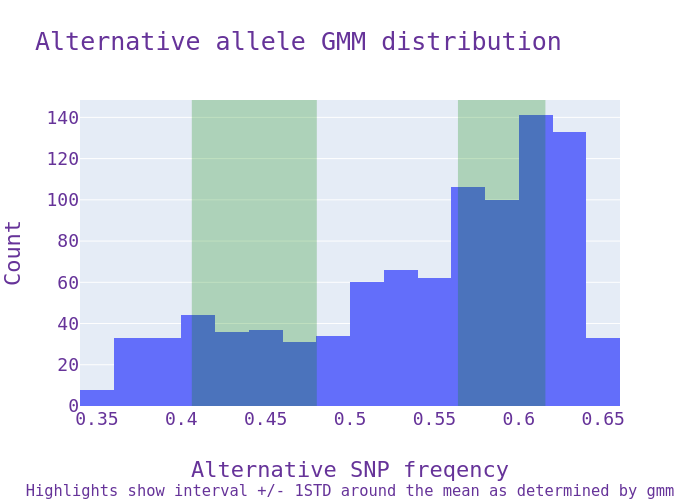 Alternative allele GMM distribution
140
120
100
80
60
40
20
0
Count
0.35 0.4 0.45 0.5 0.55 0.6 0.65
Alternative SNP freqency
Highlights show interval +/- 1STD around the mean as determined by gmm